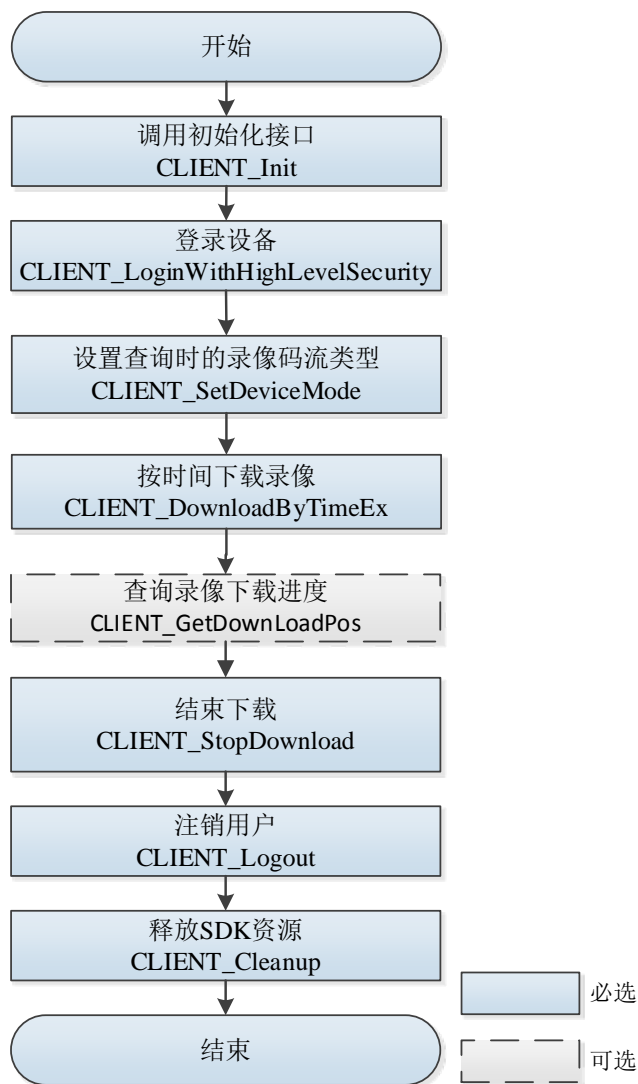 开始
调用初始化接口
CLIENT_Init
登录设备
CLIENT_LoginWithHighLevelSecurity
设置查询时的录像码流类型
CLIENT_SetDeviceMode
按时间下载录像
CLIENT_DownloadByTimeEx
查询录像下载进度
CLIENT_GetDownLoadPos
结束下载
CLIENT_StopDownload
注销用户
CLIENT_Logout
释放SDK资源
CLIENT_Cleanup
结束
必选
可选